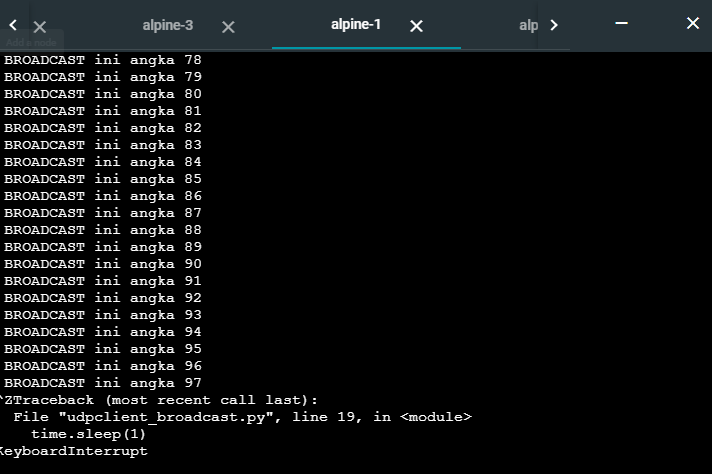 alpine-3
alpine-1
alp
Add a node
BROADCAST ini angka 78
BROADCAST ini angka 79
BROADCAST ini angka 80
BROADCAST ini angka 81
BROADCAST ini angka 82
BROADCAST ini angka 83
BROADCAST ini angka 84
BROADCAST ini angka 85
BROADCAST ini angka 86
BROADCAST ini angka 87
BROADCAST ini angka 88
BROADCAST ini angka 89
BROADCAST ini angka 90
BROADCAST ini angka 91
BROADCAST ini angka 92
BROADCAST ini angka 93
BROADCAST ini angka 94
BROADCAST ini angka 95
BROADCAST ini angka 96
BROADCAST ini angka 97
^ZTraceback (most recent call last):
  File "udpclient_broadcast.py", line 19, in <module>
    time.sleep(1)
KeyboardInterrupt